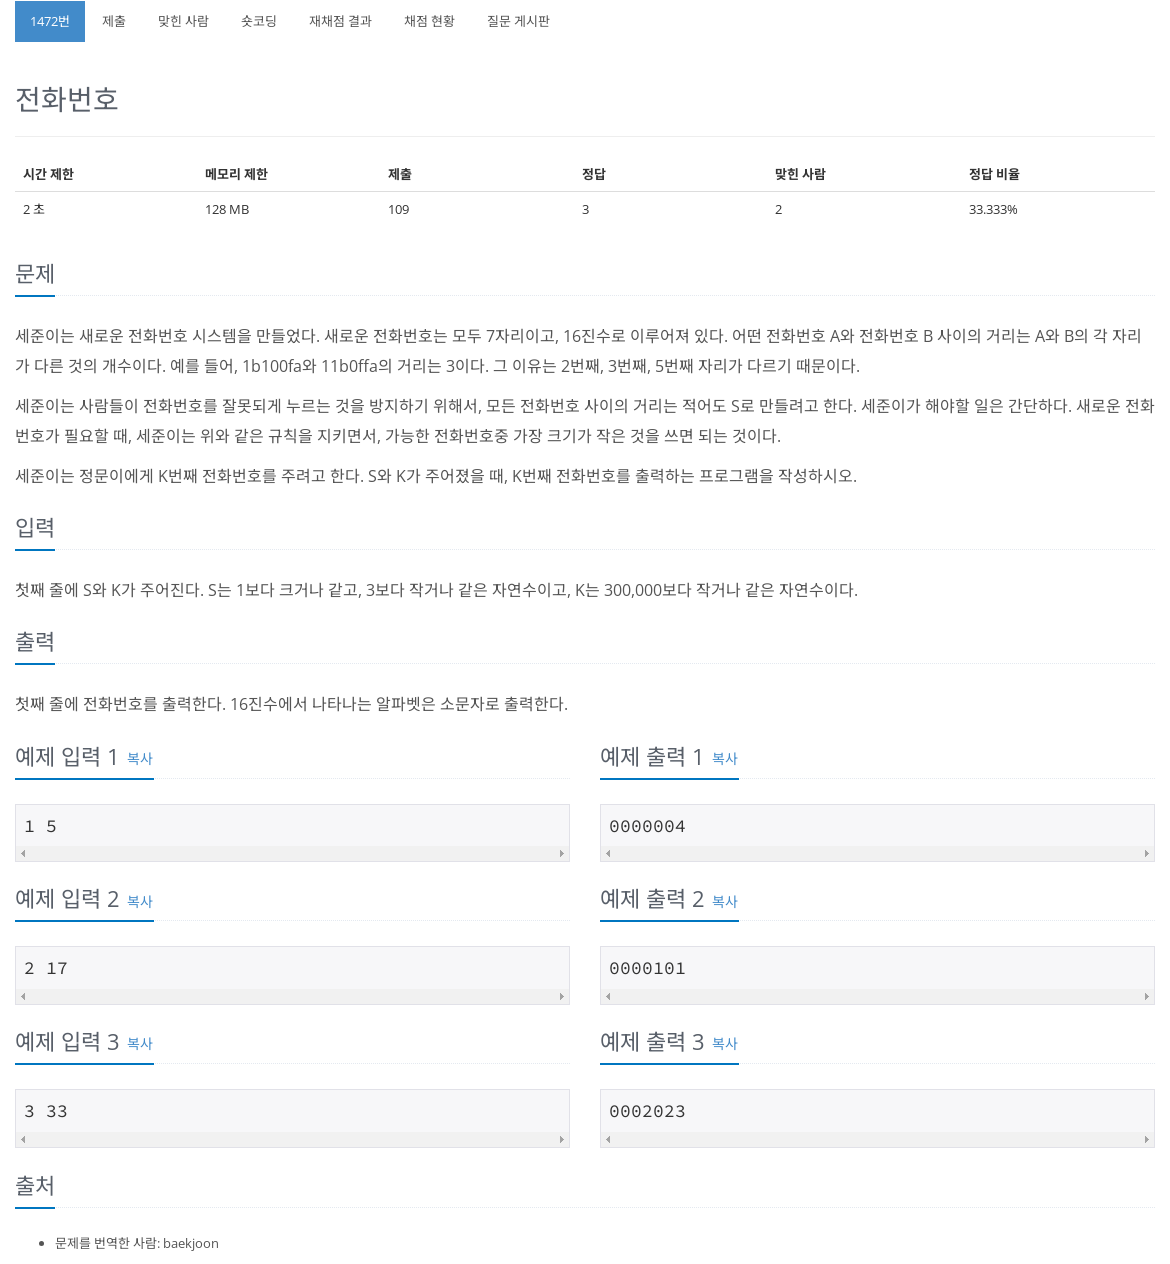 1472번 제출 맞힌 사람 숏코딩 재채점 결과 채점 현황 질문 게시판
전화번호
시간 제한 메모리 제한 제출 정답 맞힌 사람 정답 비율
2 초 128 MB 109 3 2 33.333%
문제
세준이는 새로운 전화번호 시스템을 만들었다. 새로운 전화번호는 모두 7자리이고, 16진수로 이루어져 있다. 어떤 전화번호 A와 전화번호 B 사이의 거리는 A와 B의 각 자리
가 다른 것의 개수이다. 예를 들어, 1b100fa와 11b0ffa의 거리는 3이다. 그 이유는 2번째, 3번째, 5번째 자리가 다르기 때문이다.
세준이는 사람들이 전화번호를 잘못되게 누르는 것을 방지하기 위해서, 모든 전화번호 사이의 거리는 적어도 S로 만들려고 한다. 세준이가 해야할 일은 간단하다. 새로운 전화
번호가 필요할 때, 세준이는 위와 같은 규칙을 지키면서, 가능한 전화번호중 가장 크기가 작은 것을 쓰면 되는 것이다.
세준이는 정문이에게 K번째 전화번호를 주려고 한다. S와 K가 주어졌을 때, K번째 전화번호를 출력하는 프로그램을 작성하시오.
입력
첫째 줄에 S와 K가 주어진다. S는 1보다 크거나 같고, 3보다 작거나 같은 자연수이고, K는 300,000보다 작거나 같은 자연수이다.
출력
첫째 줄에 전화번호를 출력한다. 16진수에서 나타나는 알파벳은 소문자로 출력한다.
예제 입력 1 복사 예제 출력 1 복사
1 5 0000004
예제 입력 2 복사 예제 출력 2 복사
2 17 0000101
예제 입력 3 복사 예제 출력 3 복사
3 33 0002023
출처
문제를 번역한 사람: baekjoon